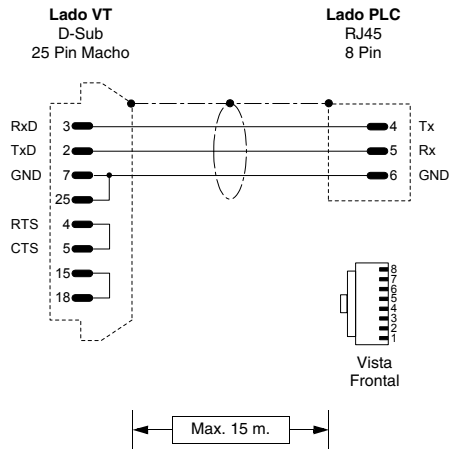 Lado VT
D-Sub
25 Pin Macho
Lado PLC
RJ45
8 Pin
RxD 3
4 Tx
TxD 2
5 Rx
GND 7
6 GND
25
RTS 4
CTS 5
15
18
8
7
6
5
4
3
2
1
Vista
Frontal
Max. 15 m.